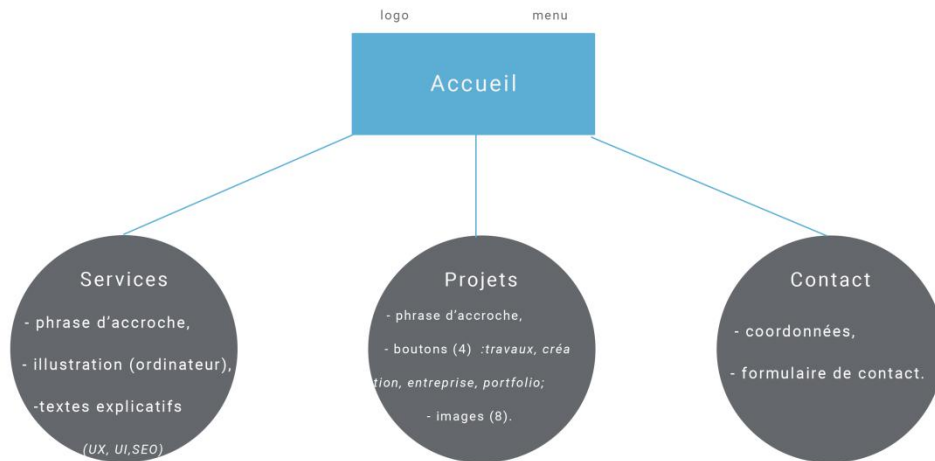 logo menu
Accueil
Services
- phrase d'accroche,
- illustration (ordinateur),
-textes explicatifs
(UX, UI,SEO)
Projets
- phrase d'accroche,
- boutons (4) :travaux, créa
tion, entreprise, portfolio;
- images (8).
Contact
- coordonnées,
- formulaire de contact.